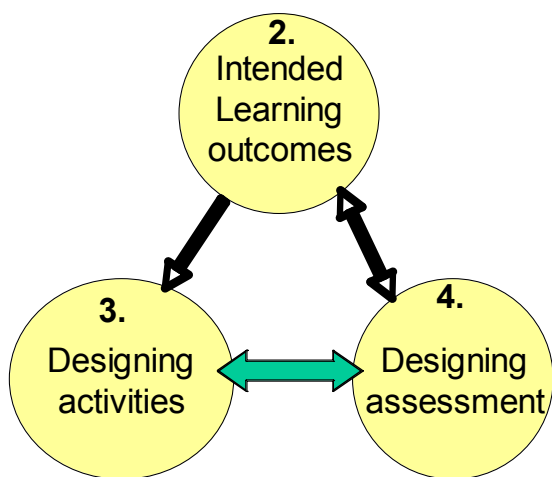 2.
Intended
Learning
outcomes
3.
Designing
activities
4.
Designing
assessment